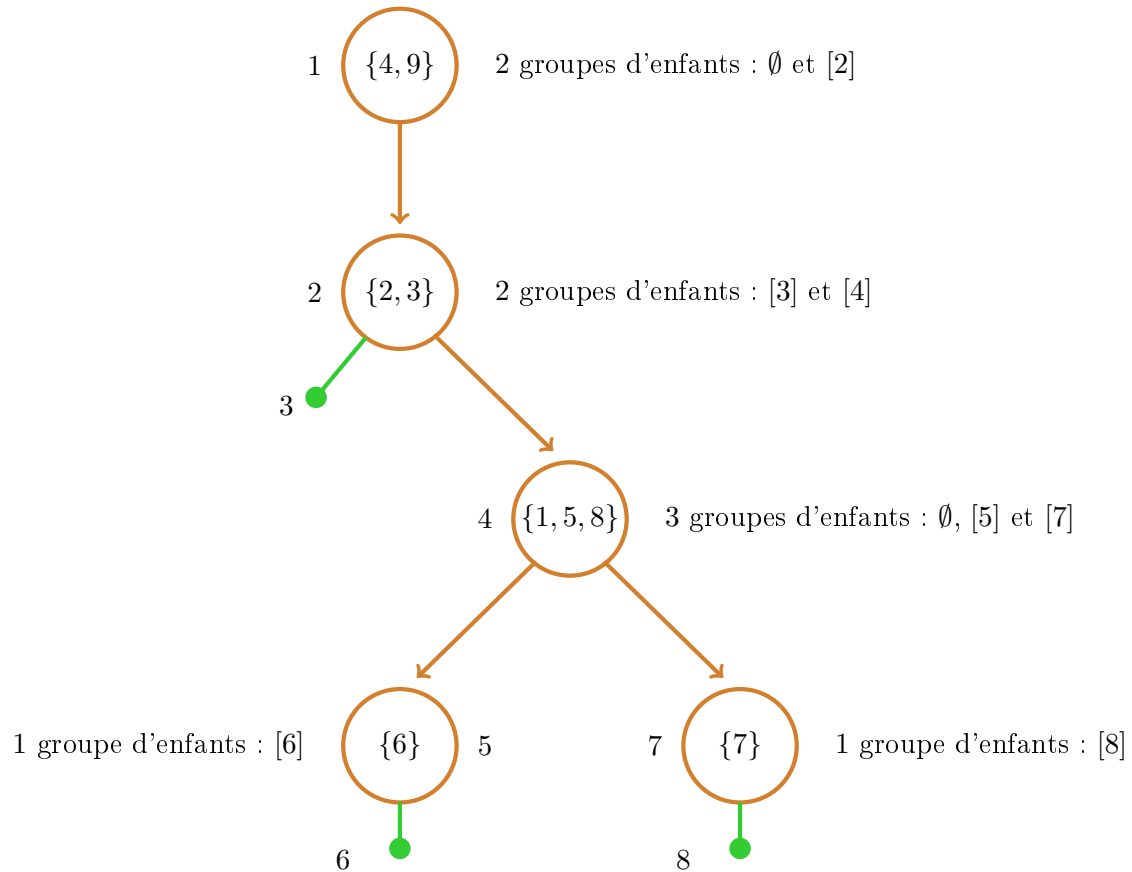 1 {4, 9} 2 groupes d'enfants : ∅ et [2]
2 {2, 3} 2 groupes d'enfants : [3] et [4]
3
4 {1, 5, 8} 3 groupes d'enfants : ∅, [5] et [7]
1 groupe d'enfants : [6] {6} 5 7 {7} 1 groupe d'enfants : [8]
6 8